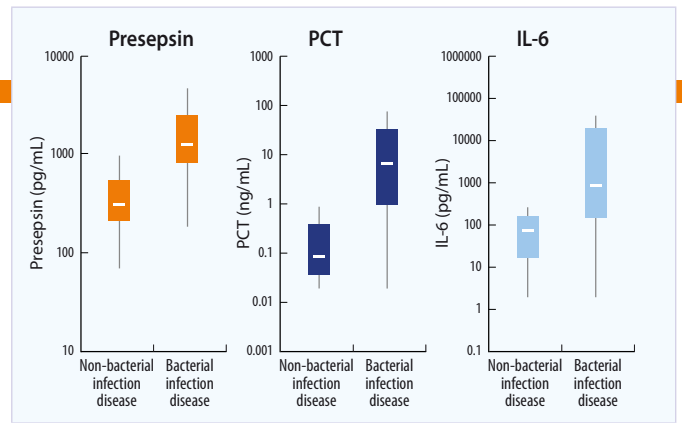 Presepsin
PCT
IL-6
Presepsin (pg/mL)
10000
1000
100
10
Non-bacterial
infection
disease
Bacterial
infection
disease
PCT (ng/mL)
1000
100
10
1
0.1
0.01
0.001
Non-bacterial
infection
disease
Bacterial
infection
disease
IL-6 (pg/mL)
1000000
100000
10000
1000
100
10
1
0.1
Non-bacterial
infection
disease
Bacterial
infection
disease